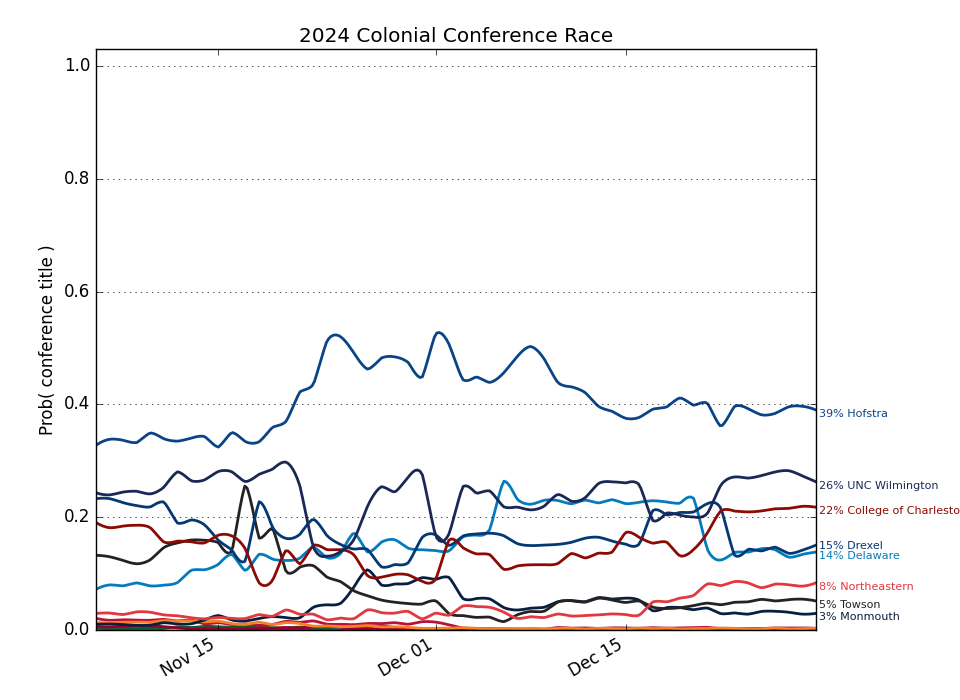 2024 Colonial Conference Race
Prob( conference title )
1.0
0.8
0.6
0.4
0.2
0.0
Nov 15
Dec 01
Dec 15
39% Hofstra
26% UNC Wilmington
22% College of Charlesto
15% Drexel
14% Delaware
8% Northeastern
5% Towson
3% Monmouth